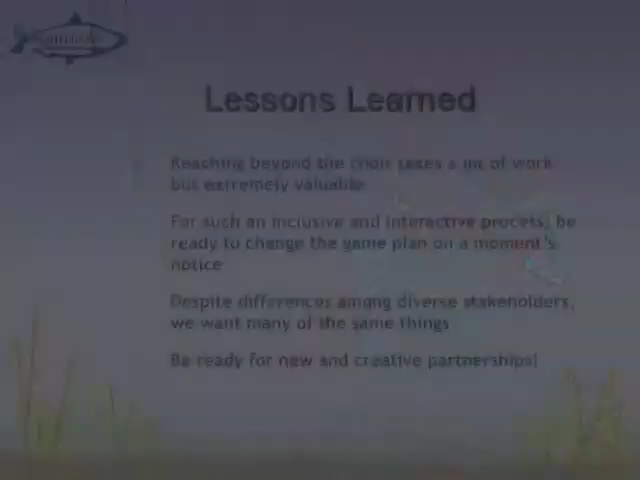 Lessons Learned
Reaching beyond the choir takes a lot of work
but extremely valuable
For such an inclusive and interactive process, be
ready to change the game plan on a moment's
notice
Despite differences among diverse stakeholders,
we want many of the same things
Be ready for new and creative partnerships!